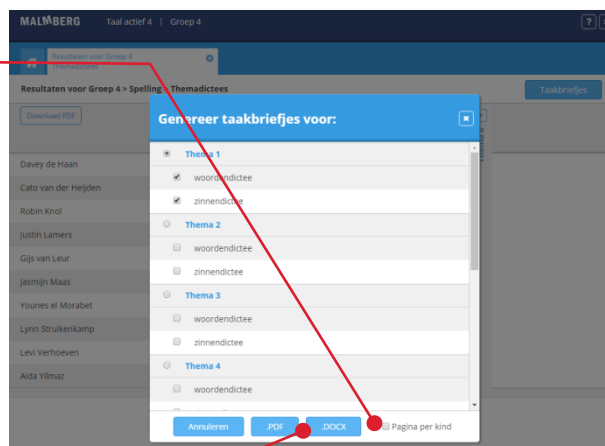 MALMBERG Taal actief 4 | Groep 4 ?
Resultaten voor Groep 4
Themadictees
Resultaten voor Groep 4 > Spelling > Themadictees
Taakbriefjes
Download PDF
Genereer taakbriefjes voor:
Thema 1
woordendictee
zinnendictee
Thema 2
woordendictee
zinnendictee
Thema 3
woordendictee
zinnendictee
Thema 4
woordendictee
Davey de Haan
Cato van der Heijden
Robin Knol
Justin Lamers
Gijs van Leur
Jasmijn Maas
Younes el Morabet
Lynn Struikenkamp
Levi Verhoeven
Aida Yilmaz
Annuleren .PDF .DOCX Pagina per kind